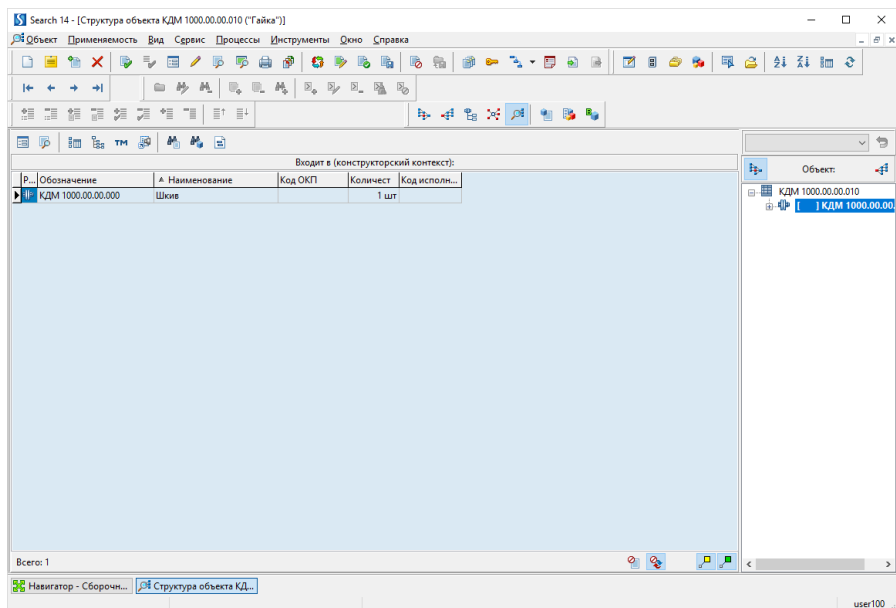 Search 14 - [Структура объекта КДМ 1000.00.00.010 ("Гайка")]
Объект Применяемость Вид Сервис Процессы Инструменты Окно Справка
ТМ
Входит в (конструкторский контекст):
Р... Обозначение Наименование Код ОКП Количест Код исполн...
КДМ 1000.00.00.000 Шкив 1 шт
Объект:
КДМ 1000.00.00.010
[ ] КДМ 1000.00.00.
Всего: 1
Навигатор - Сборочн... Структура объекта КД...
user100